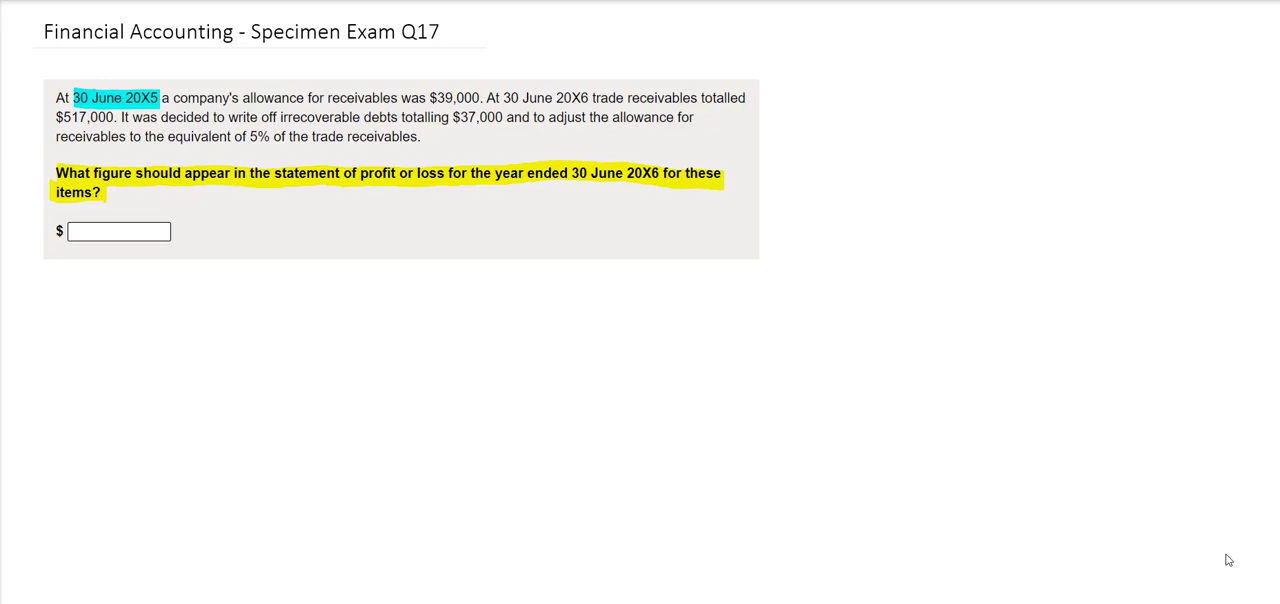 Financial Accounting - Specimen Exam Q17
At 30 June 20X5 a company's allowance for receivables was $39,000. At 30 June 20X6 trade receivables totalled
$517,000. It was decided to write off irrecoverable debts totalling $37,000 and to adjust the allowance for
receivables to the equivalent of 5% of the trade receivables.
What figure should appear in the statement of profit or loss for the year ended 30 June 20X6 for these
items?
$